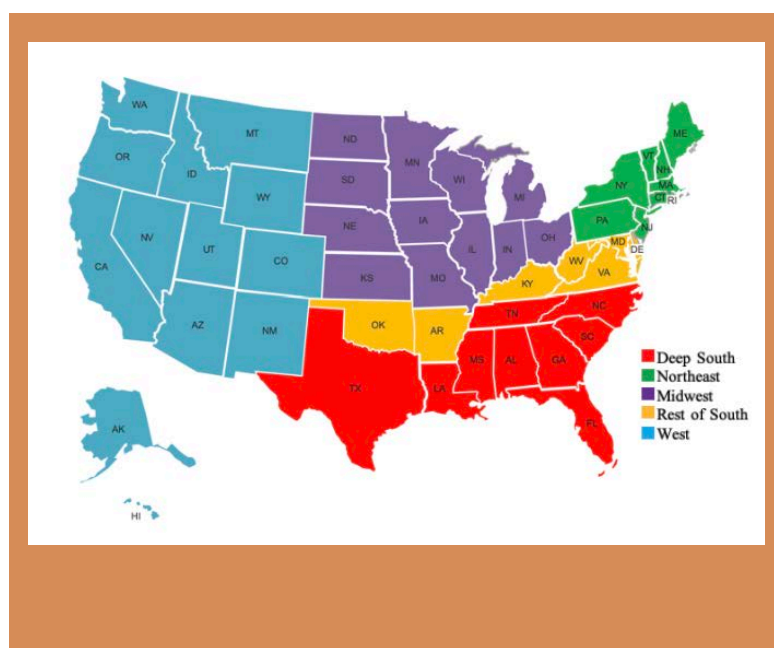 WA
MT
ND
MN
ME
VT
NH
OR
ID
SD
WI
MI
NY
MA
CT
RI
WY
IA
PA
NJ
NE
NV
UT
CO
IL
IN
OH
MD
DE
CA
KS
MO
WV
VA
KY
AZ
NM
OK
AR
TN
NC
SC
MS
AL
GA
TX
LA
FL
AK
HI
Deep South
Northeast
Midwest
Rest of South
West